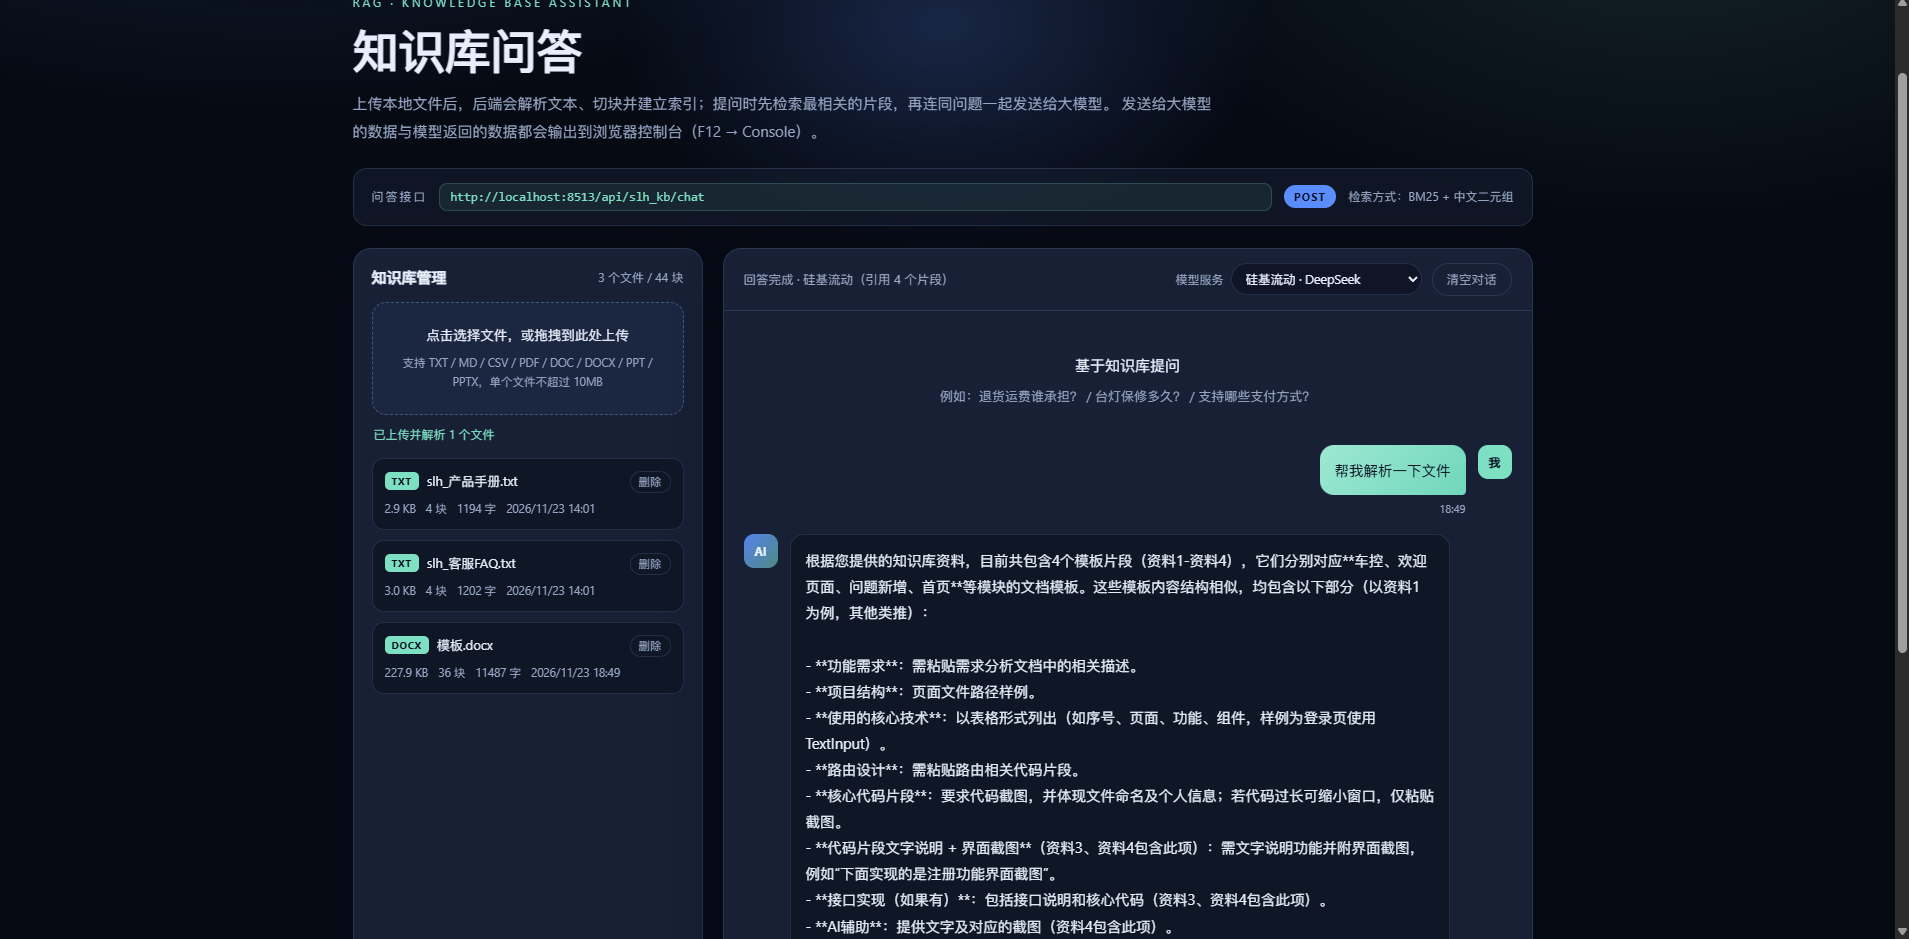 RAG · KNOWLEDGE BASE ASSISTANT
知识库问答
上传本地文件后，后端会解析文本、切块并建立索引；提问时先检索最相关的片段，再连同问题一起发送给大模型。 发送给大模型
的数据与模型返回的数据都会输出到浏览器控制台（F12 → Console）。
问答接口
http://localhost:8513/api/slh_kb/chat
POST
检索方式：BM25 + 中文二元组
知识库管理
3 个文件 / 44 块
点击选择文件，或拖拽到此处上传
支持 TXT / MD / CSV / PDF / DOC / DOCX / PPT /
PPTX，单个文件不超过 10MB
已上传并解析 1 个文件
TXT slh_产品手册.txt 删除
2.9 KB 4 块 1194 字 2026/11/23 14:01
TXT slh_客服FAQ.txt 删除
3.0 KB 4 块 1202 字 2026/11/23 14:01
DOCX 模板.docx 删除
227.9 KB 36 块 11487 字 2026/11/23 18:49
回答完成 · 硅基流动（引用 4 个片段）
模型服务
硅基流动 · DeepSeek
清空对话
基于知识库提问
例如：退货运费谁承担？ / 台灯保修多久？ / 支持哪些支付方式？
帮我解析一下文件
我
18:49
AI
根据您提供的知识库资料，目前共包含4个模板片段（资料1-资料4），它们分别对应**车控、欢迎
页面、问题新增、首页**等模块的文档模板。这些模板内容结构相似，均包含以下部分（以资料1
为例，其他类推）：
- **功能需求**：需粘贴需求分析文档中的相关描述。
- **项目结构**：页面文件路径样例。
- **使用的核心技术**：以表格形式列出（如序号、页面、功能、组件，样例为登录页使用
TextInput）。
- **路由设计**：需粘贴路由相关代码片段。
- **核心代码片段**：要求代码截图，并体现文件命名及个人信息；若代码过长可缩小窗口，仅粘贴
截图。
- **代码片段文字说明 + 界面截图**（资料3、资料4包含此项）：需文字说明功能并附界面截图，
例如“下面实现的是注册功能界面截图”。
- **接口实现（如果有）**：包括接口说明和核心代码（资料3、资料4包含此项）。
- **AI辅助**：提供文字及对应的截图（资料4包含此项）。